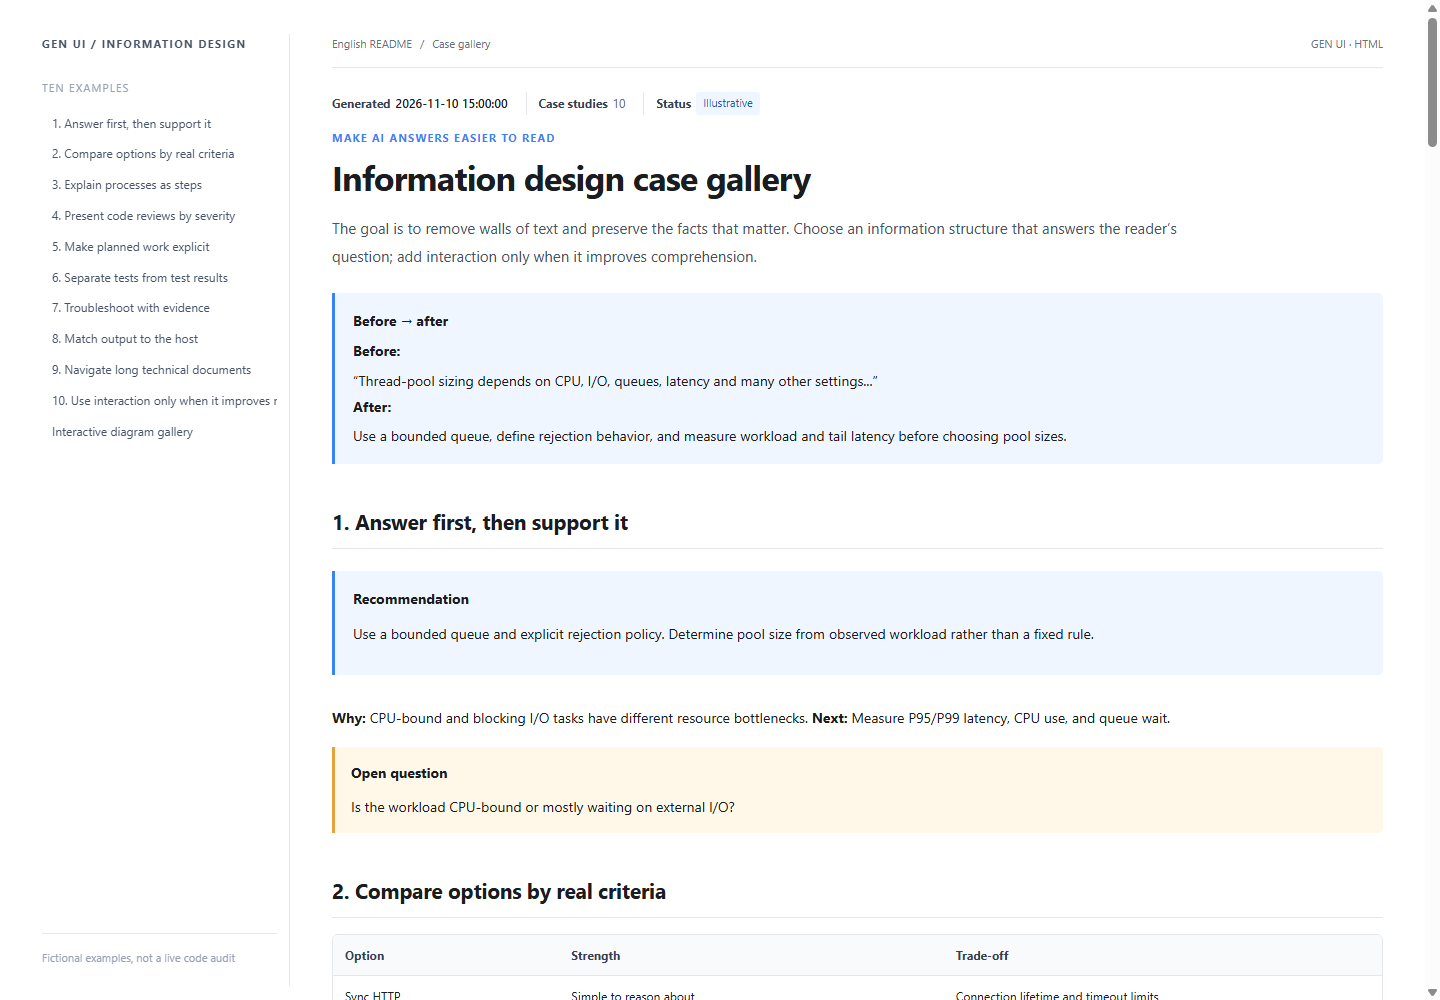 GEN UI / INFORMATION DESIGN
TEN EXAMPLES
1. Answer first, then support it
2. Compare options by real criteria
3. Explain processes as steps
4. Present code reviews by severity
5. Make planned work explicit
6. Separate tests from test results
7. Troubleshoot with evidence
8. Match output to the host
9. Navigate long technical documents
10. Use interaction only when it improves r
Interactive diagram gallery
Fictional examples, not a live code audit
English README / Case gallery
GEN UI · HTML
Generated 2026-11-10 15:00:00
Case studies 10
Status Illustrative
MAKE AI ANSWERS EASIER TO READ
Information design case gallery
The goal is to remove walls of text and preserve the facts that matter. Choose an information structure that answers the reader’s
question; add interaction only when it improves comprehension.
Before → after
Before:
“Thread-pool sizing depends on CPU, I/O, queues, latency and many other settings…”
After:
Use a bounded queue, define rejection behavior, and measure workload and tail latency before choosing pool sizes.
1. Answer first, then support it
Recommendation
Use a bounded queue and explicit rejection policy. Determine pool size from observed workload rather than a fixed rule.
Why: CPU-bound and blocking I/O tasks have different resource bottlenecks. Next: Measure P95/P99 latency, CPU use, and queue wait.
Open question
Is the workload CPU-bound or mostly waiting on external I/O?
2. Compare options by real criteria
Option Strength Trade-off
Sync HTTP Simple to reason about Connection lifetime and timeout limits